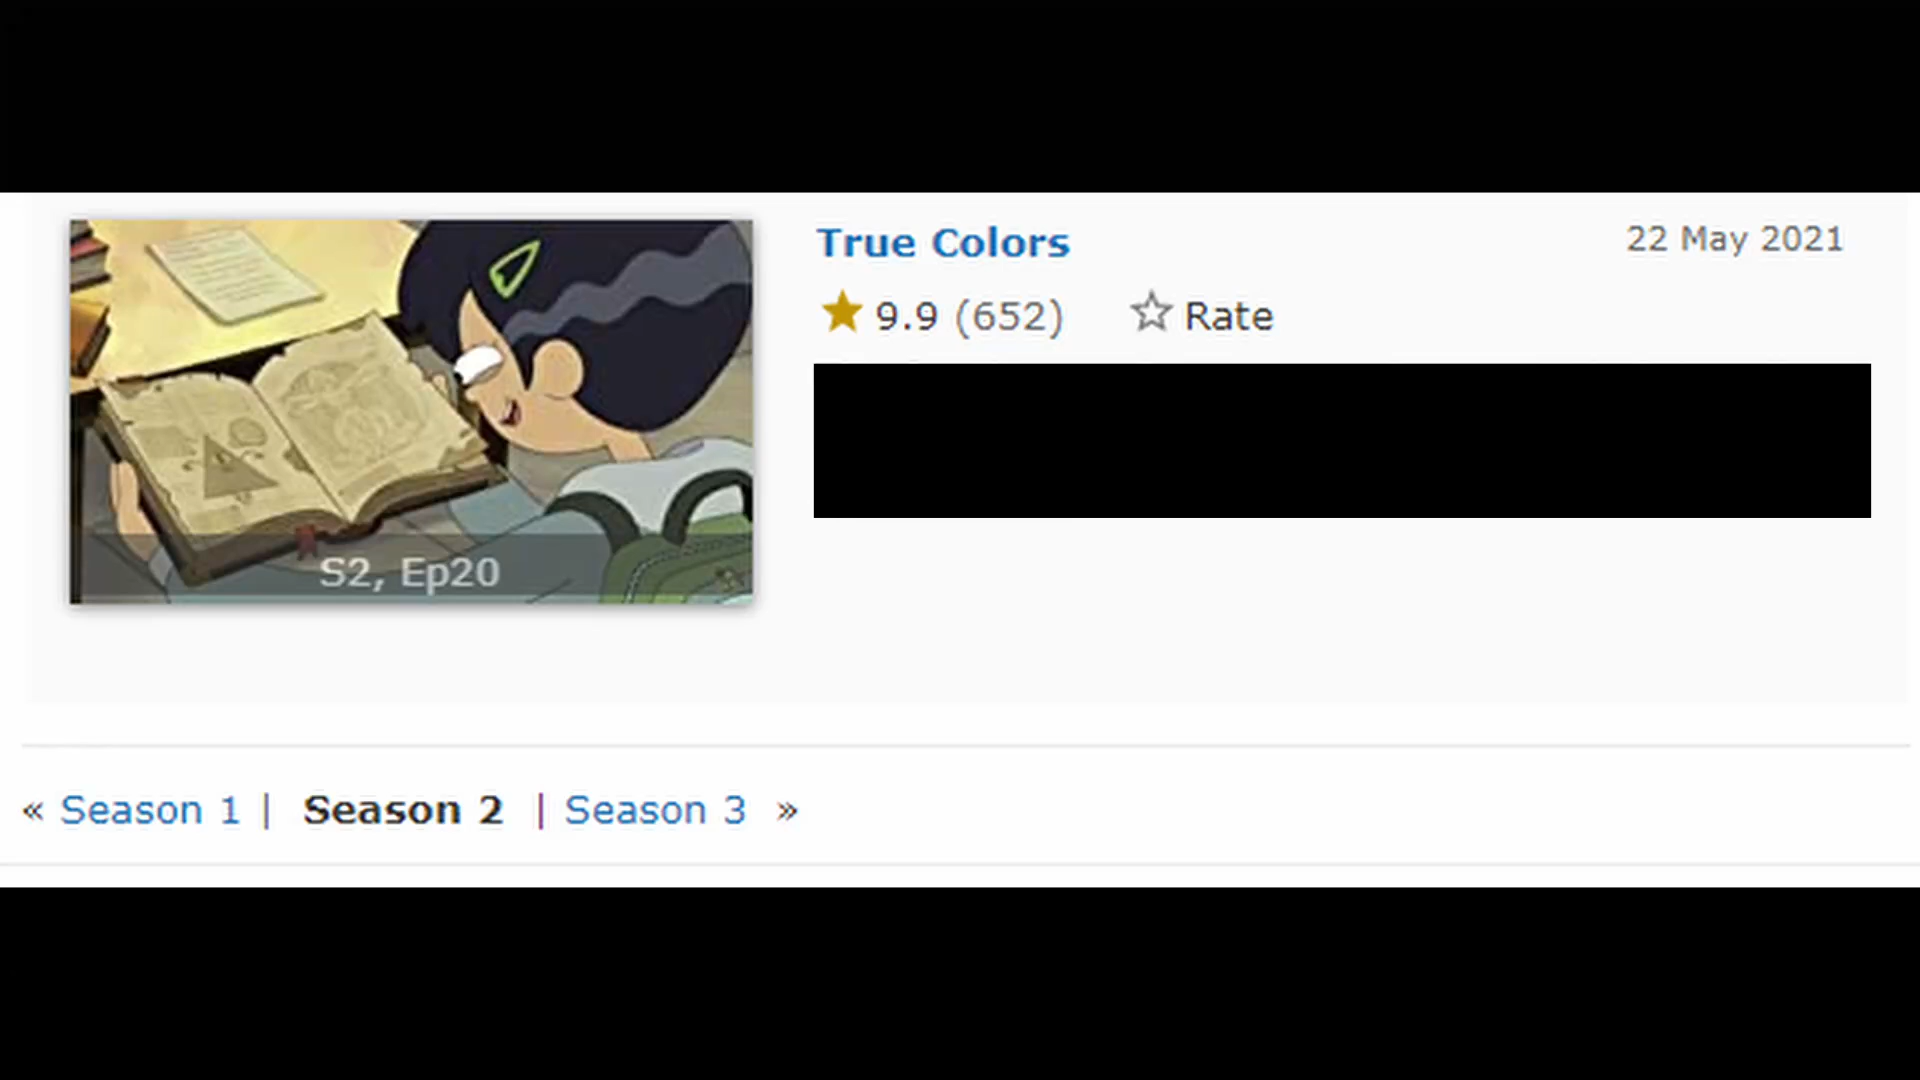 True Colors
22 May 2021
9.9 (652) Rate
S2, Ep20
« Season 1 | Season 2 | Season 3 »